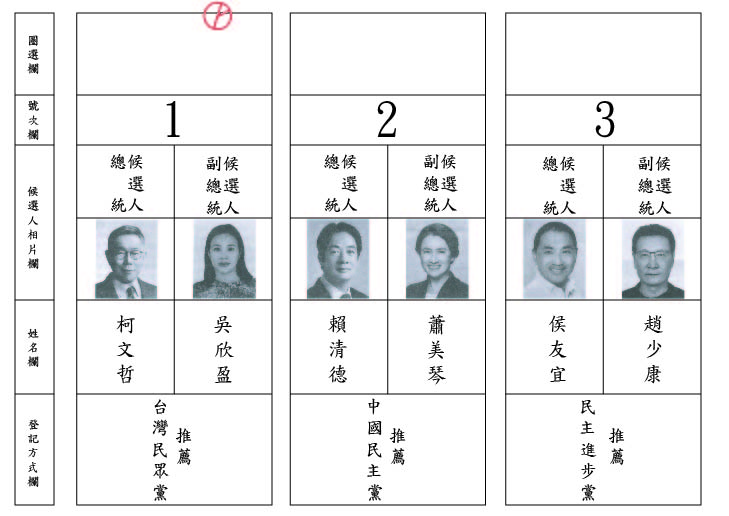 圈選欄
號次欄
候選人相片欄
姓名欄
登記方式欄
1
總統
候選人
副總統
候選人
柯文哲
吳欣盈
台灣民眾黨
推薦
2
總統
候選人
副總統
候選人
賴清德
蕭美琴
中國民主黨
推薦
3
總統
候選人
副總統
候選人
侯友宜
趙少康
民主進步黨
推薦